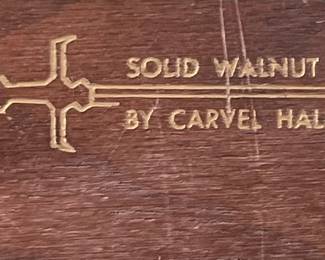 SOLID WALNUT
BY CARVEL HAL